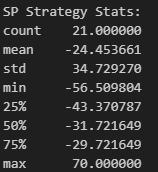 SP Strategy Stats:
count    21.000000
mean    -24.453661
std      34.729270
min     -56.509804
25%     -43.370787
50%     -31.721649
75%     -29.721649
max      70.000000